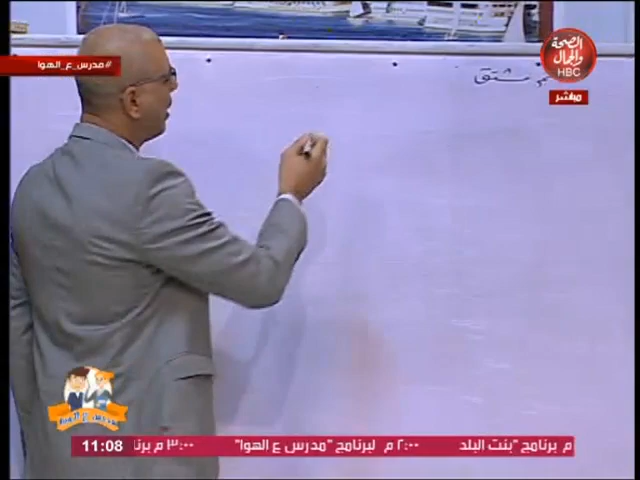 #مدرس_ع_الهوا
الصحة
والجمال
HBC
مباشر
مشتق
م برنامج "بنت البلد ٢:٠٠ م لبرنامج "مدرس ع الهوا" ٣:٠٠ م برنا
11:08